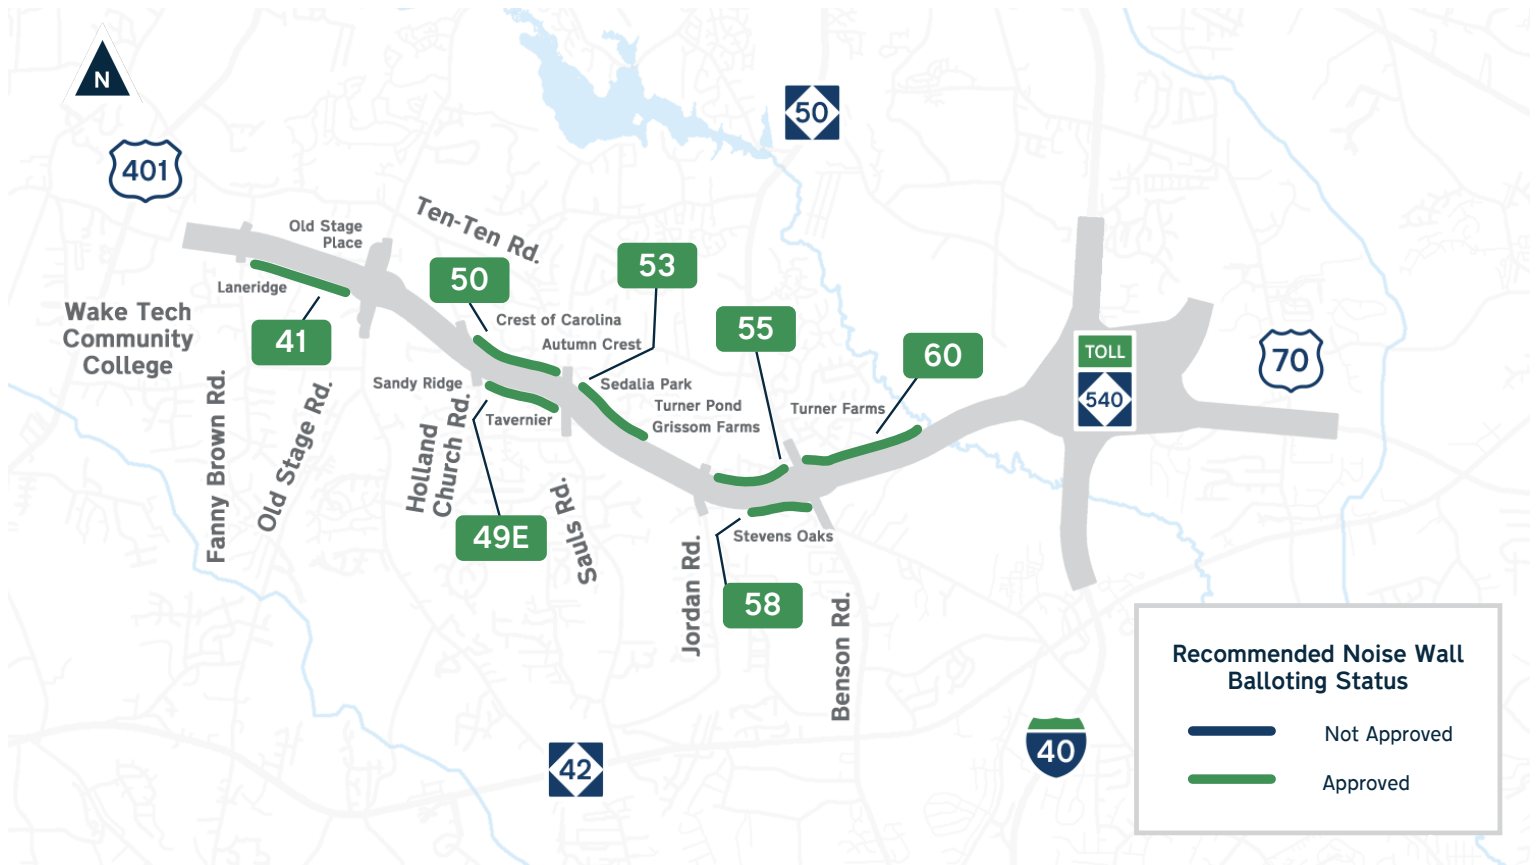 N
401
50
Old Stage
Place
Ten-Ten Rd.
53
50
Laneridge
Wake Tech
Community
College
41
Crest of Carolina
Autumn Crest
55
60
TOLL
540
70
Sandy Ridge
Sedalia Park
Turner Pond
Grissom Farms
Turner Farms
Tavernier
Fanny Brown Rd.
Old Stage Rd.
Holland
Church Rd.
49E
Sauls Rd.
Stevens Oaks
Jordan Rd.
58
Benson Rd.
42
40
Recommended Noise Wall
Balloting Status
Not Approved
Approved